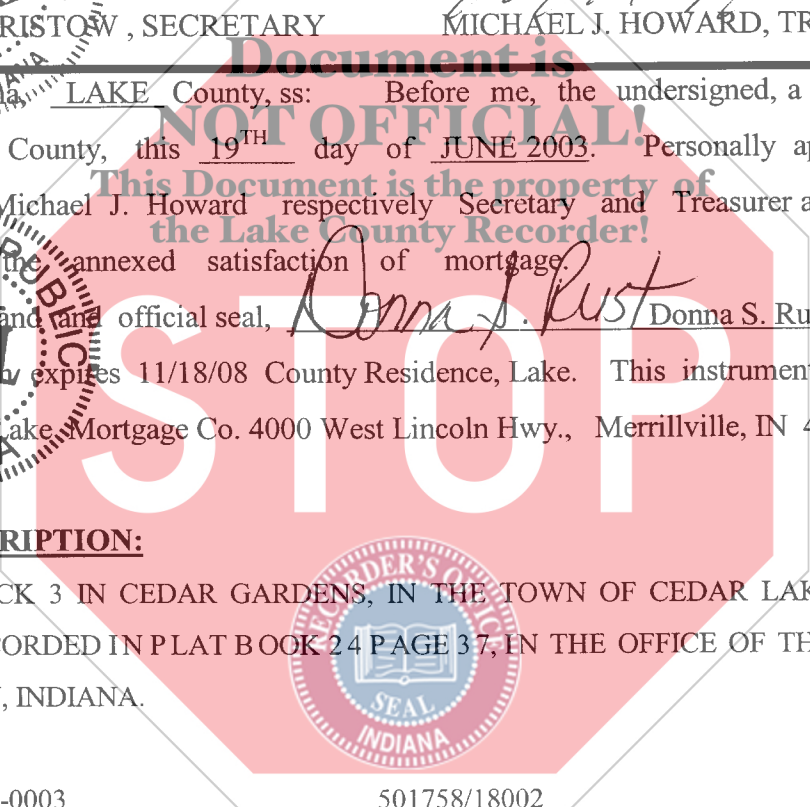 RISTOW , SECRETARY MICHAEL J. HOWARD, TR
Document is
LAKE County, ss: Before me, the undersigned, a
NOT OFFICIAL!
County, this 19TH day of JUNE 2003. Personally ap
This Document is the property of
Michael J. Howard respectively Secretary and Treasurer a
the Lake County Recorder!
the annexed satisfaction of mortgage.
and and official seal, Donna S. Rust Donna S. Ru
expires 11/18/08 County Residence, Lake. This instrument
Lake Mortgage Co. 4000 West Lincoln Hwy., Merrillville, IN 4
PUBLIC
STOP
RIPTION:
CK 3 IN CEDAR GARDENS, IN THE TOWN OF CEDAR LAK
CORDED IN PLAT BOOK 24 PAGE 37, IN THE OFFICE OF TH
, INDIANA.
RECORDER'S OFFICE
SEAL
INDIANA
-0003 501758/18002